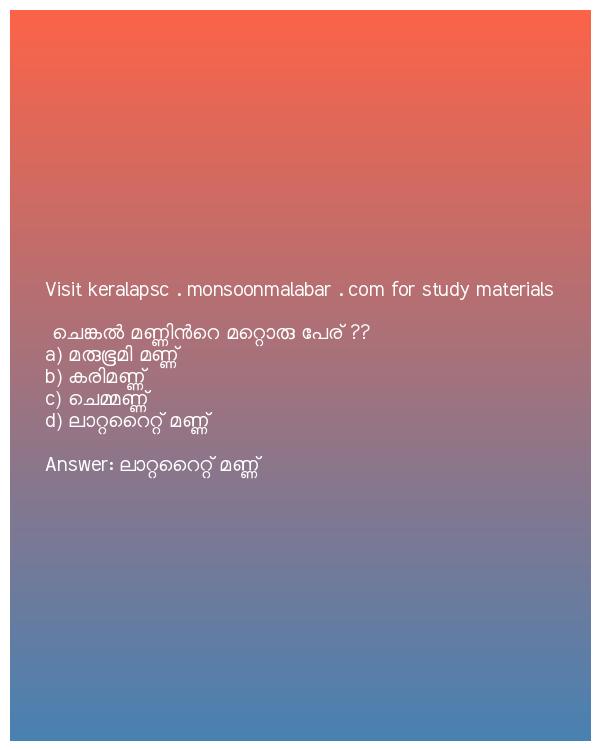 Visit keralapsc . monsoonmalabar . com for study materials
ചെങ്കൽ മണ്ണിൻറെ മറ്റൊരു പേര് ??
a) മരുഭൂമി മണ്ണ്
b) കരിമണ്ണ്
c) ചെമ്മണ്ണ്
d) ലാറ്ററൈറ്റ് മണ്ണ്
Answer: ലാറ്ററൈറ്റ് മണ്ണ്